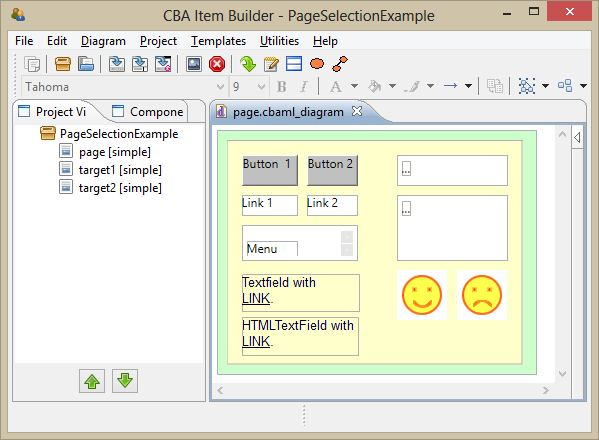 CBA Item Builder - PageSelectionExample
File Edit Diagram Project Templates Utilities Help
Tahoma 9 A
Project Vi Compone page.cbaml_diagram
PageSelectionExample
page [simple]
target1 [simple]
target2 [simple]
Button 1 Button 2 ...
Link 1 Link 2 ...
Menu
Textfield with
LINK.
HTMLTextField with
LINK.